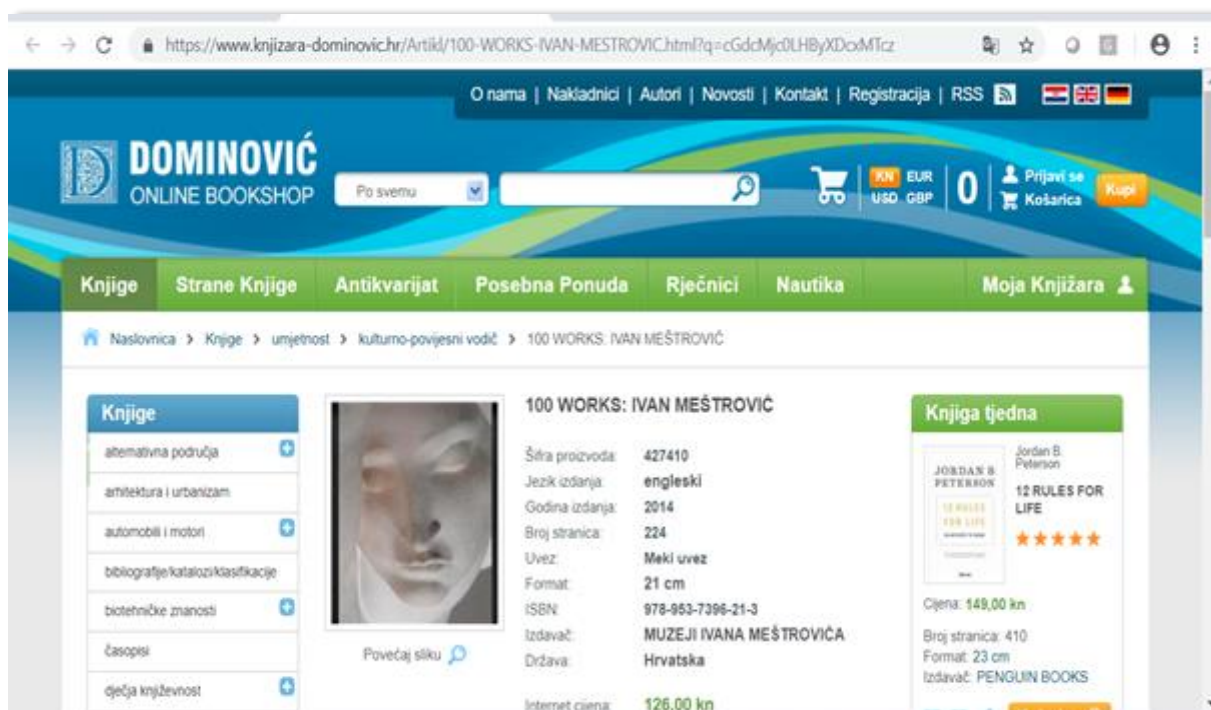 https://www.knjizara-dominovic.hr/Artikl/100-WORKS-IVAN-MESTROVIC.html?q=cGdcMjc0LHByXDcxMTcz
O nama | Nakladnici | Autori | Novosti | Kontakt | Registracija | RSS
DOMINOVIĆ
ONLINE BOOKSHOP
Po svemu
KN EUR
USD GBP
0
Prijavi se
Košarica
Kupi
Knjige Strane Knjige Antikvarijat Posebna Ponuda Rječnici Nautika Moja Knjižara
Naslovnica > Knjige > umjetnost > kulturno-povijesni vodič > 100 WORKS: IVAN MEŠTROVIĆ
Knjige
alternativna područja
arhitektura i urbanizam
automobili i motori
bibliografije/katalozi/klasifikacije
biotehničke znanosti
časopisi
dječja književnost
Povećaj sliku
100 WORKS: IVAN MEŠTROVIĆ
Šifra proizvoda: 427410
Jezik izdanja: engleski
Godina izdanja: 2014
Broj stranica: 224
Uvez: Meki uvez
Format: 21 cm
ISBN: 978-953-7396-21-3
Izdavač: MUZEJI IVANA MEŠTROVIĆA
Država: Hrvatska
Internet cijena: 126,00 kn
Knjiga tjedna
JORDAN B.
PETERSON
12 RULES
FOR LIFE
Jordan B.
Peterson
12 RULES FOR
LIFE
Cijena: 149,00 kn
Broj stranica: 410
Format: 23 cm
Izdavač: PENGUIN BOOKS